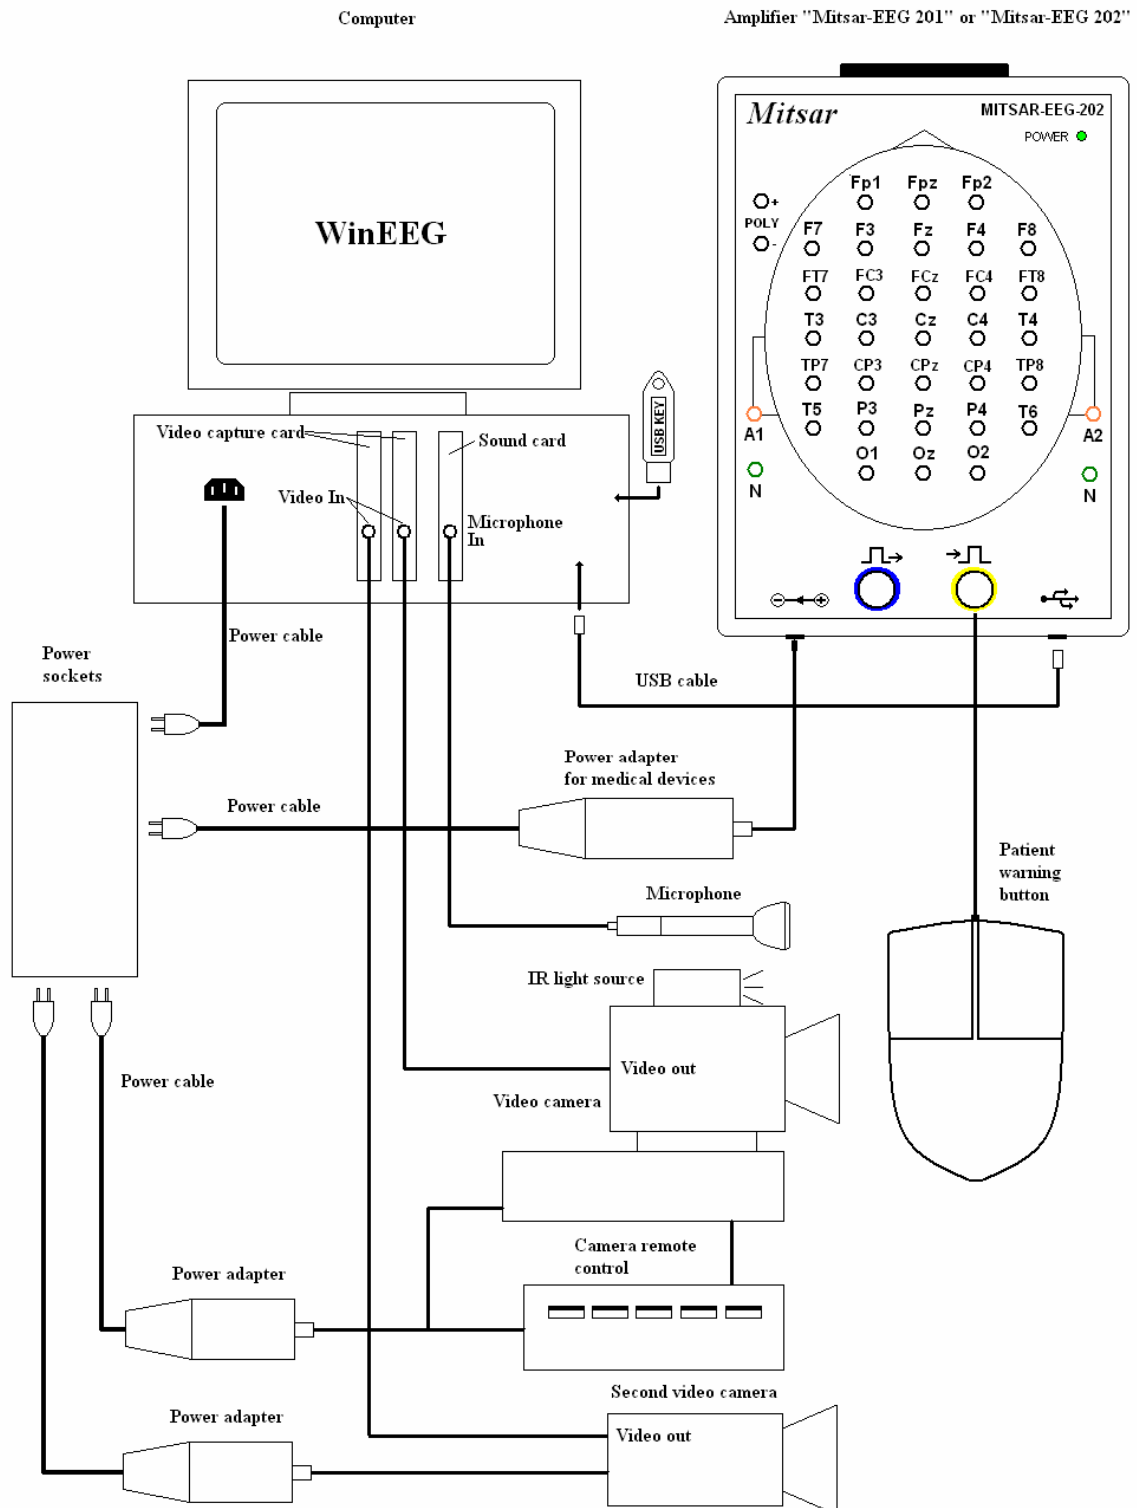 Computer
Amplifier "Mitsar-EEG 201" or "Mitsar-EEG 202"
Mitsar
MITSAR-EEG-202
POWER
Fp1 Fpz Fp2
+
POLY
-
F7 F3 Fz F4 F8
FT7 FC3 FCz FC4 FT8
T3 C3 Cz C4 T4
TP7 CP3 CPz CP4 TP8
T5 P3 Pz P4 T6
A1 A2
O1 Oz O2
N N
WinEEG
USB KEY
Video capture card
Sound card
Video In
Microphone
In
Power cable
Power
sockets
USB cable
Power adapter
for medical devices
Power cable
Patient
warning
button
Microphone
IR light source
Video out
Power cable
Video camera
Camera remote
control
Power adapter
Second video camera
Power adapter
Video out